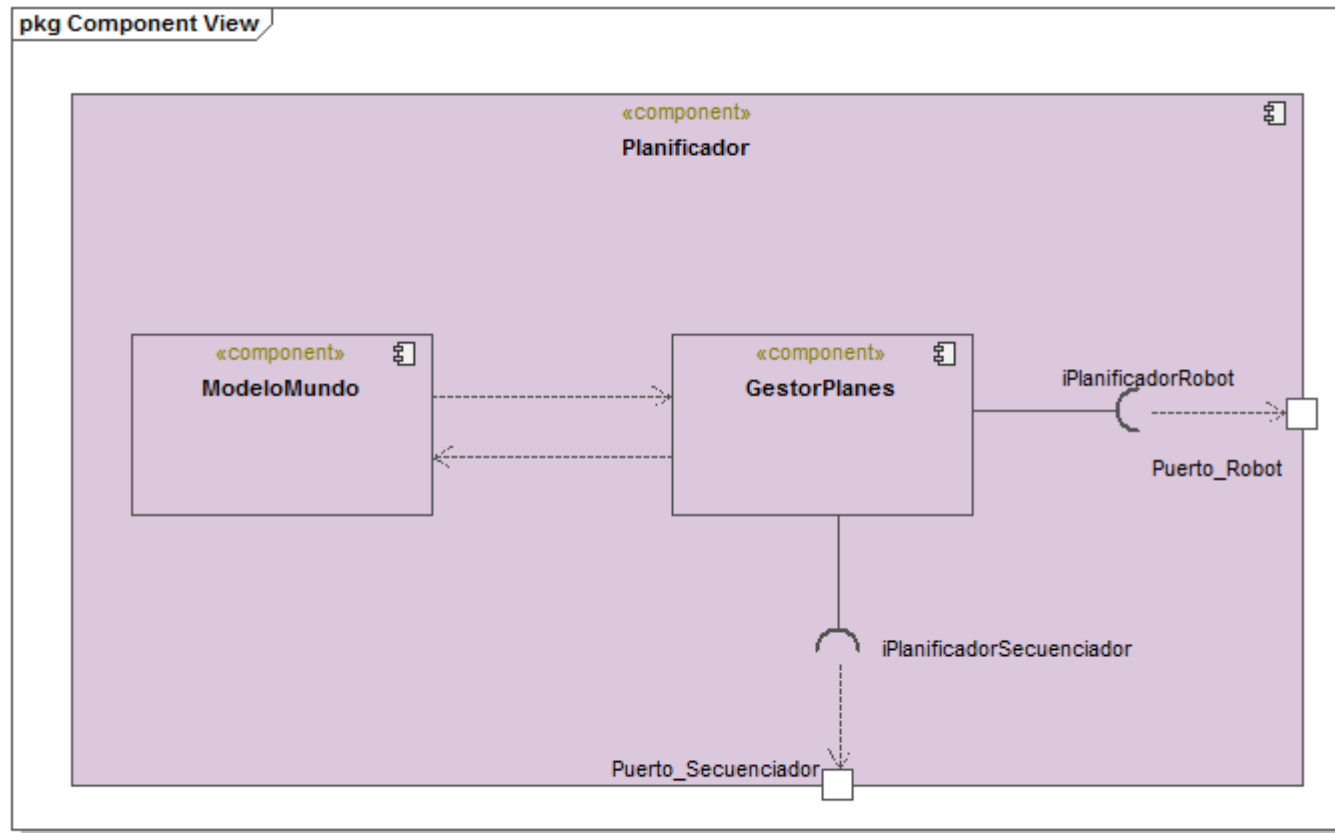 pkg Component View
«component»
Planificador
«component»
ModeloMundo
«component»
GestorPlanes
iPlanificadorRobot
Puerto_Robot
iPlanificadorSecuenciador
Puerto_Secuenciador